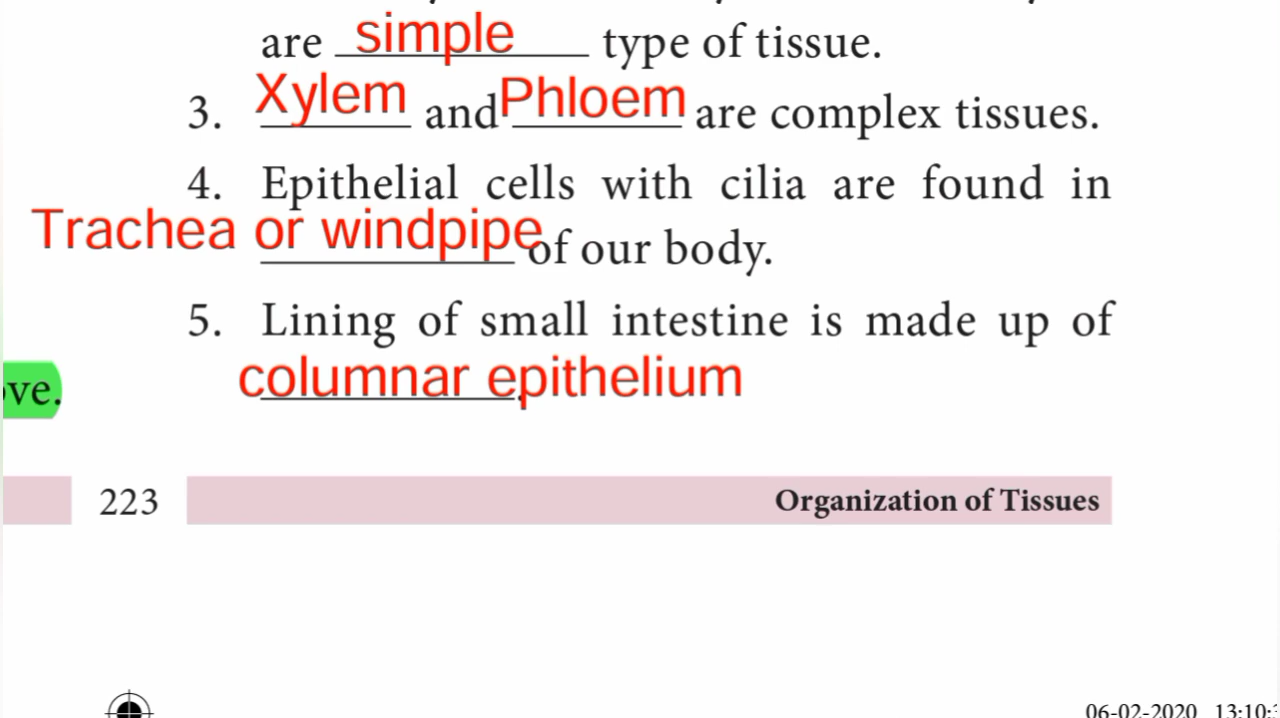 are simple type of tissue.
3. Xylem and Phloem are complex tissues.
4. Epithelial cells with cilia are found in
Trachea or windpipe of our body.
5. Lining of small intestine is made up of
columnar epithelium.
ve.
223 Organization of Tissues
06-02-2020 13:10: